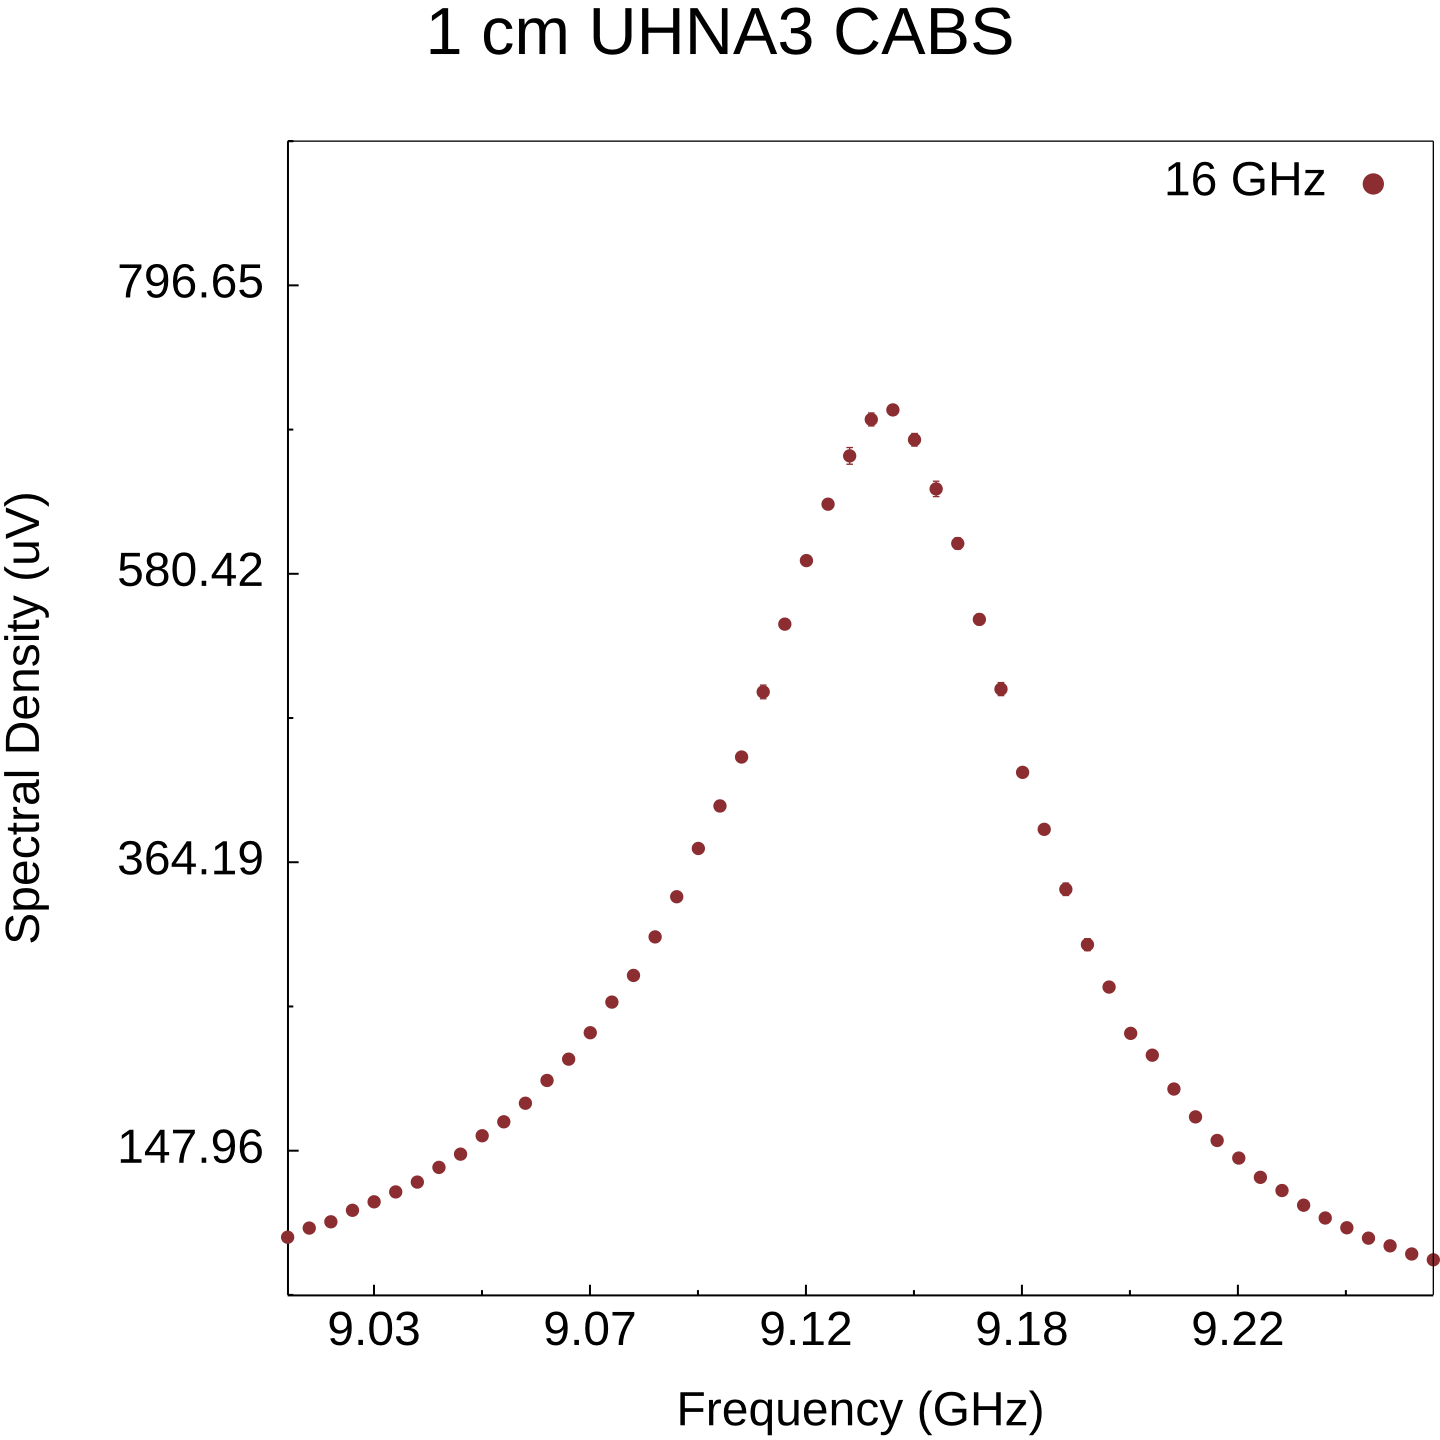 1 cm UHNA3 CABS
16 GHz
796.65
580.42
364.19
147.96
Spectral Density (uV)
9.03 9.07 9.12 9.18 9.22
Frequency (GHz)